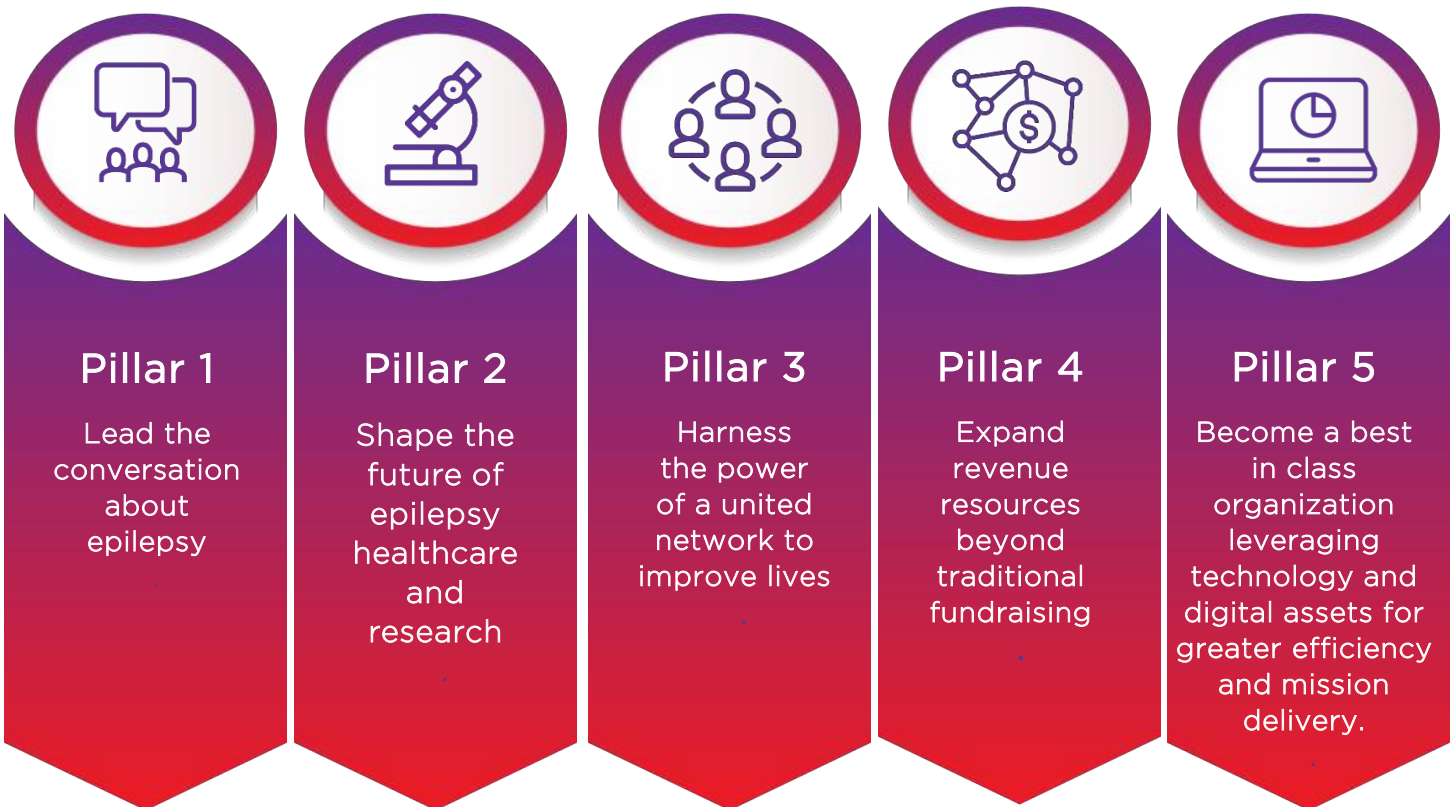 $
Pillar 1
Lead the
conversation
about
epilepsy
Pillar 2
Shape the
future of
epilepsy
healthcare
and
research
Pillar 3
Harness
the power
of a united
network to
improve lives
Pillar 4
Expand
revenue
resources
beyond
traditional
fundraising
Pillar 5
Become a best
in class
organization
leveraging
technology and
digital assets for
greater efficiency
and mission
delivery.